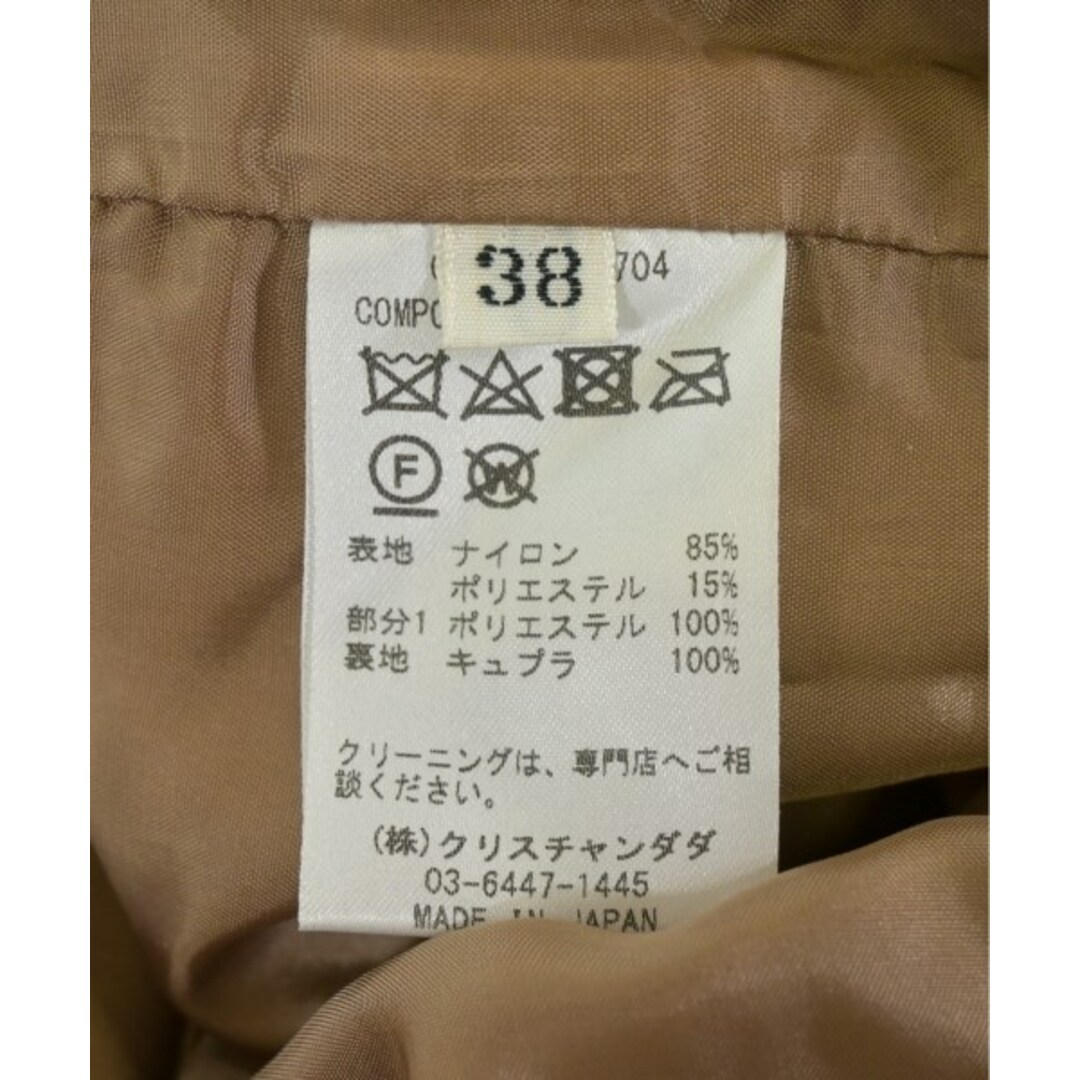 38
704
表地 ナイロン 85%
ポリエステル 15%
部分1 ポリエステル 100%
裏地 キュプラ 100%
クリーニングは、専門店へご相
談ください。
(株)クリスチャンダダ
03-6447-1445
MADE IN JAPAN